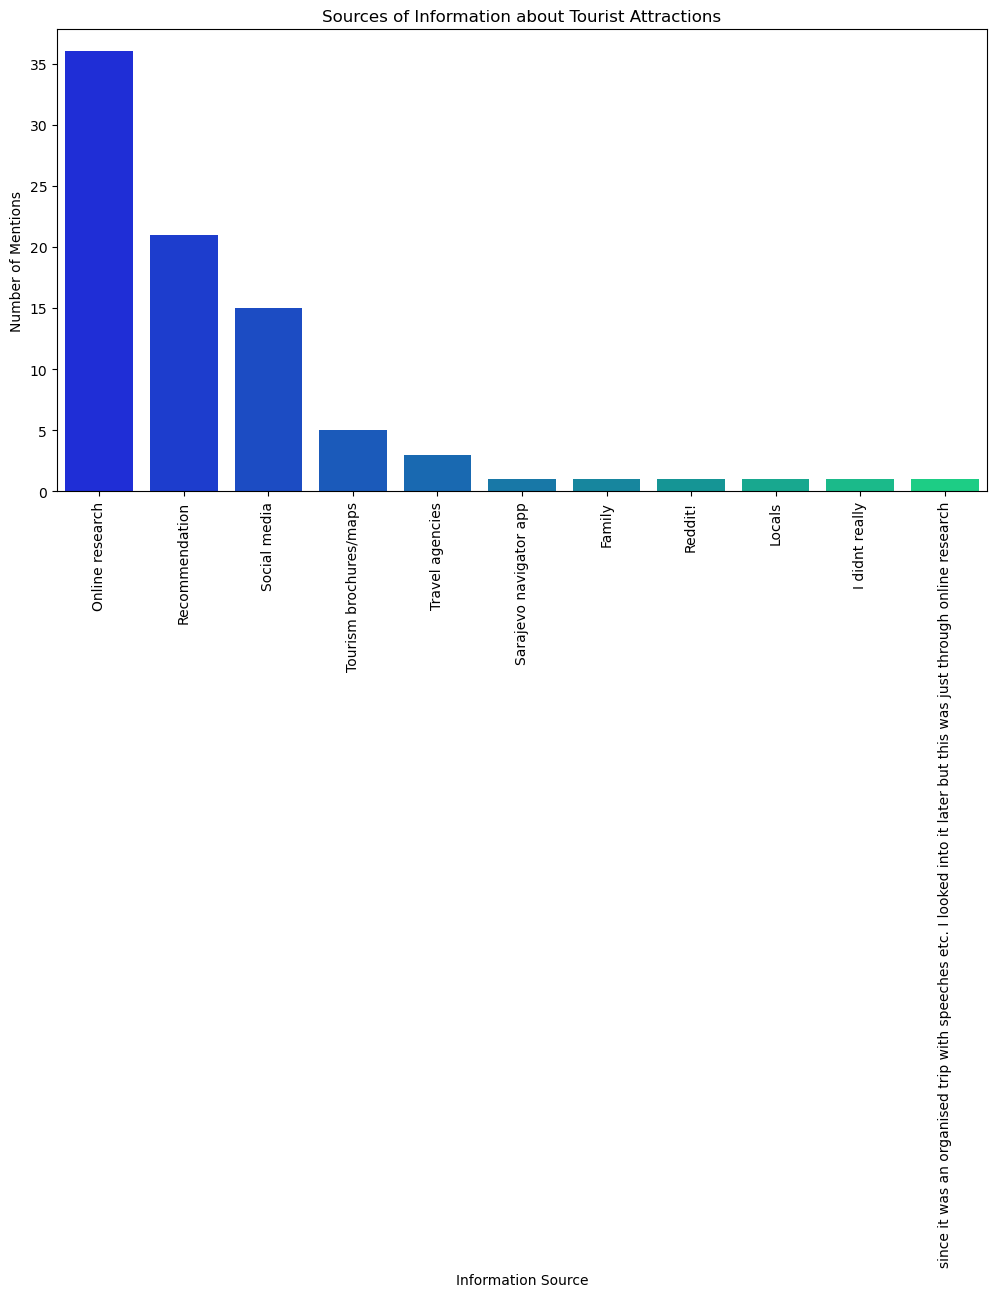 Sources of Information about Tourist Attractions
Number of Mentions
35
30
25
20
15
10
5
0
Online research
Recommendation
Social media
Tourism brochures/maps
Travel agencies
Sarajevo navigator app
Family
Reddit!
Locals
I didnt really
since it was an organised trip with speeches etc. I looked into it later but this was just through online research
Information Source